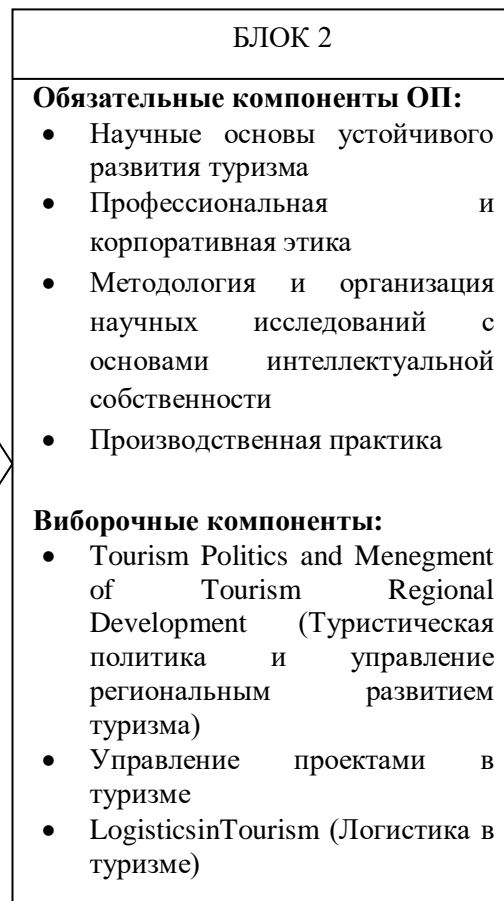 БЛОК 2
Обязательные компоненты ОП:
• Научные основы устойчивого
развития туризма
• Профессиональная и
корпоративная этика
• Методология и организация
научных исследований с
основами интеллектуальной
собственности
• Производственная практика
Виборочные компоненты:
• Tourism Politics and Menegment
of Tourism Regional
Development (Туристическая
политика и управление
региональным развитием
туризма)
• Управление проектами в
туризме
• LogisticsinTourism (Логистика в
туризме)